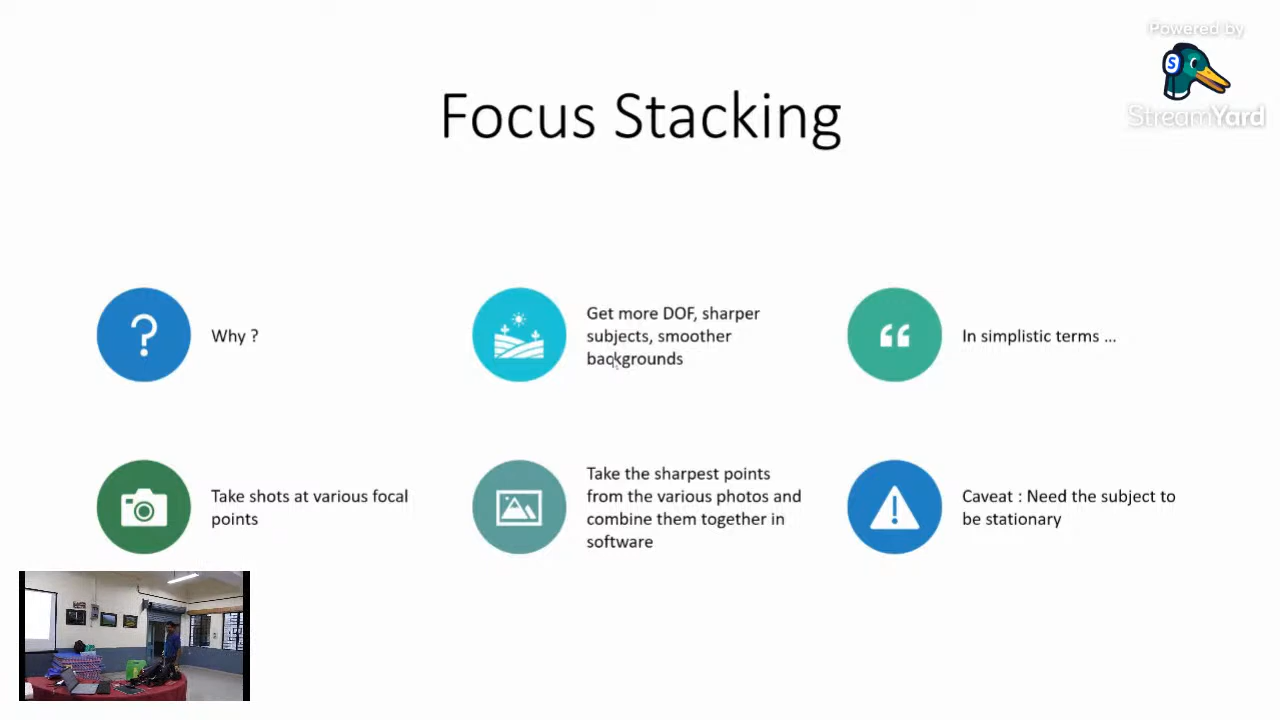 Powered by
StreamYard
Focus Stacking
Why ?
Get more DOF, sharper
subjects, smoother
backgrounds
In simplistic terms ...
Take shots at various focal
points
Take the sharpest points
from the various photos and
combine them together in
software
Caveat : Need the subject to
be stationary